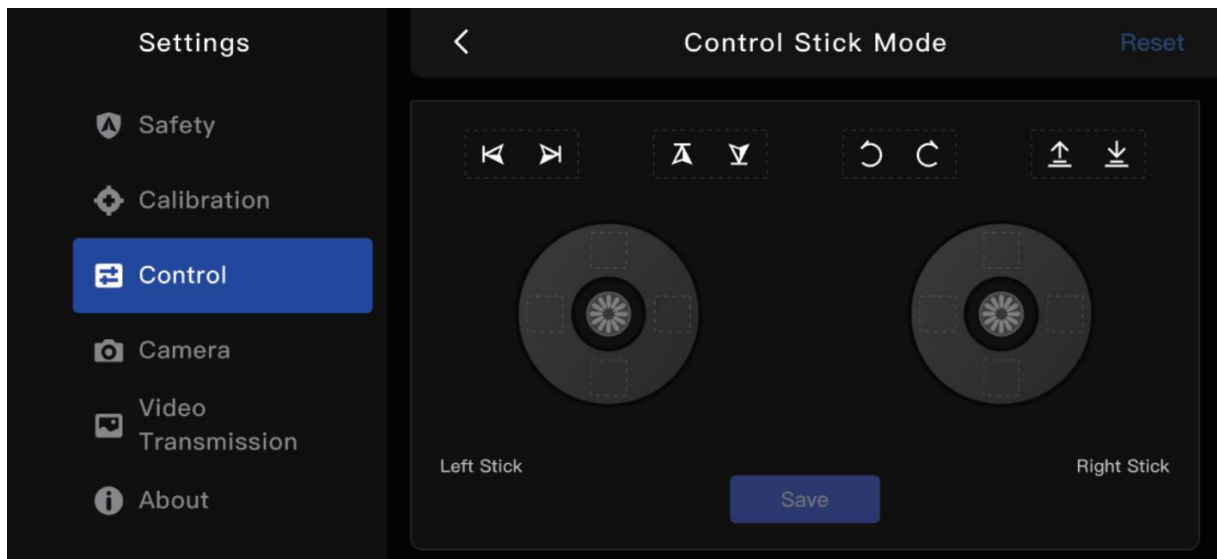 Settings
Safety
Calibration
Control
Camera
Video
Transmission
About
Control Stick Mode
Reset
Left Stick
Right Stick
Save